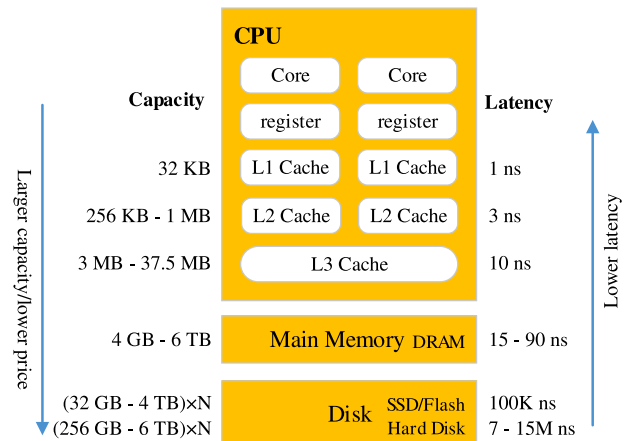 CPU
Core Core
Capacity
Latency
register register
32 KB L1 Cache L1 Cache 1 ns
256 KB - 1 MB L2 Cache L2 Cache 3 ns
3 MB - 37.5 MB L3 Cache 10 ns
4 GB - 6 TB Main Memory DRAM 15 - 90 ns
(32 GB - 4 TB)×N Disk SSD/Flash 100K ns
(256 GB - 6 TB)×N Hard Disk 7 - 15M ns
Larger capacity/lower price
Lower latency